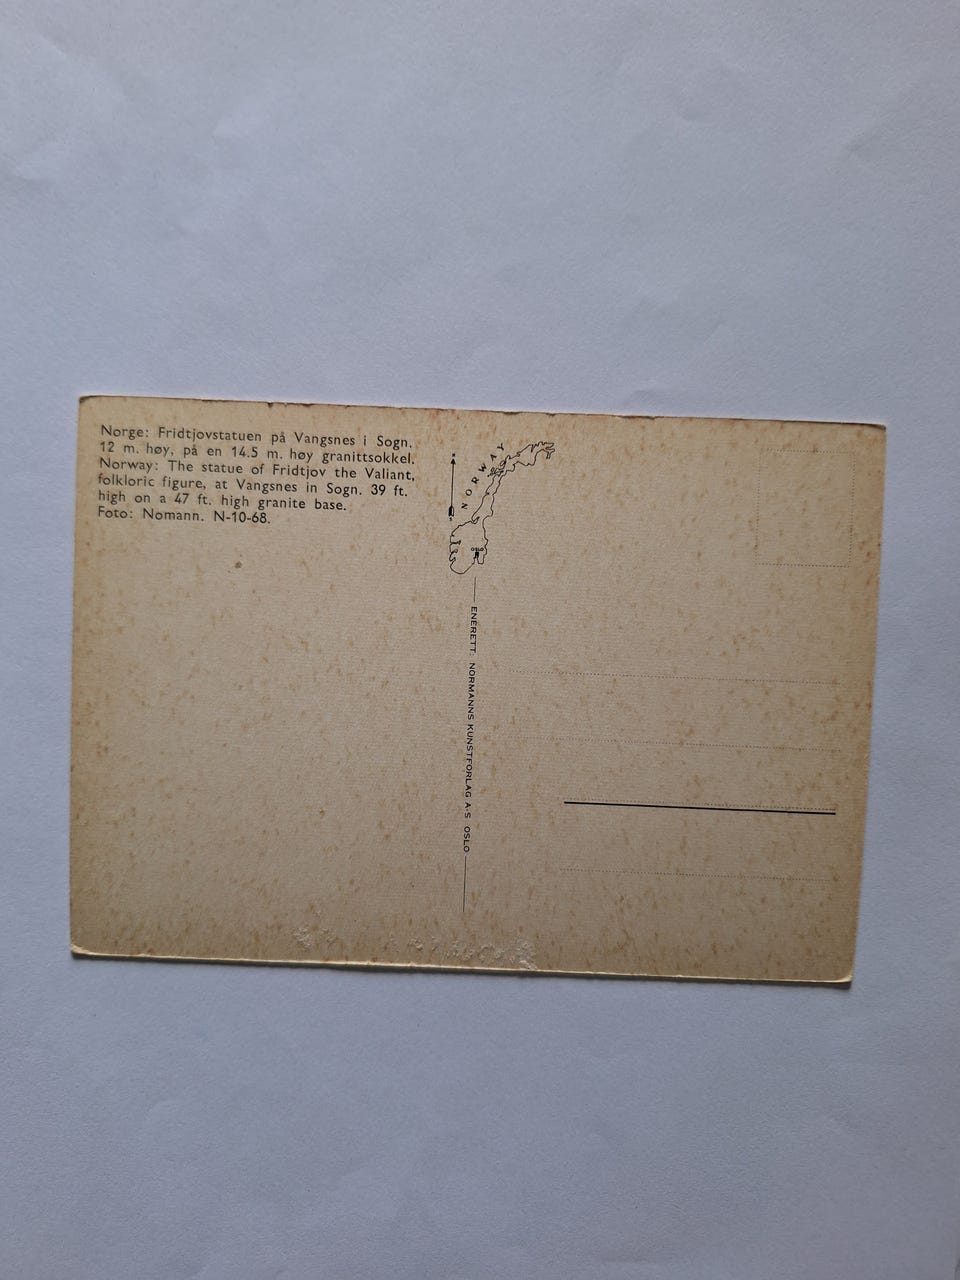 Norge: Fridtjovstatuen på Vangsnes i Sogn.
12 m. høy, på en 14.5 m. høy granittsokkel.
Norway: The statue of Fridtjov the Valiant,
folkloric figure, at Vangsnes in Sogn. 39 ft.
high on a 47 ft. high granite base.
Foto: Nomann. N-10-68.
NORWAY
ENERETT: NORMANNS KUNSTFORLAG A·S OSLO